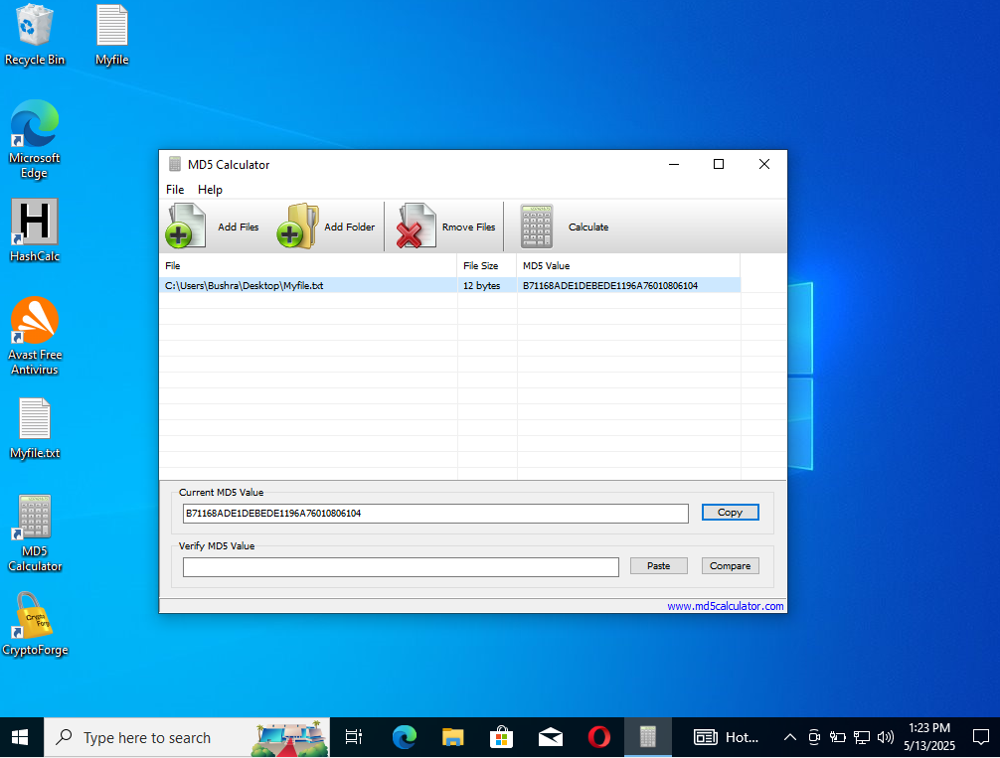 Recycle Bin
Myfile
Microsoft
Edge
H
HashCalc
Avast Free
Antivirus
Myfile.txt
MD5
Calculator
Crypto
Forg
CryptoForge
MD5 Calculator
File Help
Add Files Add Folder Rmove Files Calculate
File File Size MD5 Value
C:\Users\Bushra\Desktop\Myfile.txt 12 bytes B71168ADE1DEBEDE1196A76010806104
Current MD5 Value
B71168ADE1DEBEDE1196A76010806104 Copy
Verify MD5 Value
Paste Compare
www.md5calculator.com
Type here to search
Hot...
1:23 PM
5/13/2025